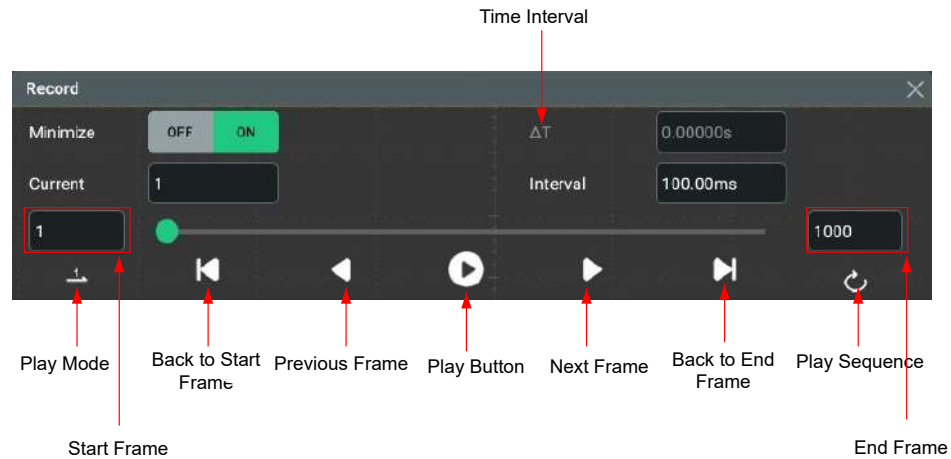 Time Interval
Record
Minimize
OFF
ON
ΔT
0.00000s
Current
1
Interval
100.00ms
1
1000
1
Play Mode
Back to Start
Frame
Previous Frame
Play Button
Next Frame
Back to End
Frame
Play Sequence
Start Frame
End Frame